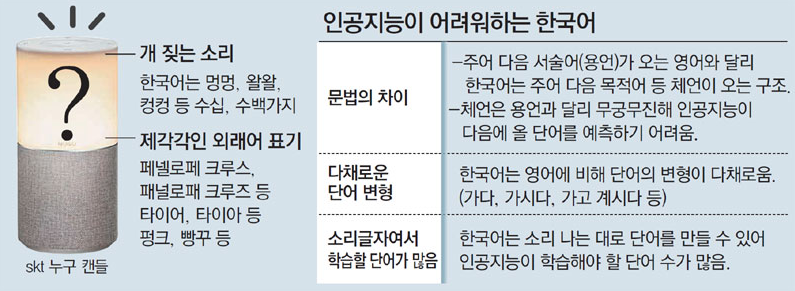 ?
개 짖는 소리
한국어는 멍멍, 왈왈,
컹컹 등 수십, 수백가지
제각각인 외래어 표기
페넬로페 크루스,
패널로패 크루즈 등
타이어, 타이아 등
펑크, 빵꾸 등
skt 누구 캔들
인공지능이 어려워하는 한국어
문법의 차이
–주어 다음 서술어(용언)가 오는 영어와 달리
한국어는 주어 다음 목적어 등 체언이 오는 구조.
–체언은 용언과 달리 무궁무진해 인공지능이
다음에 올 단어를 예측하기 어려움.
다채로운
단어 변형
한국어는 영어에 비해 단어의 변형이 다채로움.
(가다, 가시다, 가고 계시다 등)
소리글자여서
학습할 단어가 많음
한국어는 소리 나는 대로 단어를 만들 수 있어
인공지능이 학습해야 할 단어 수가 많음.